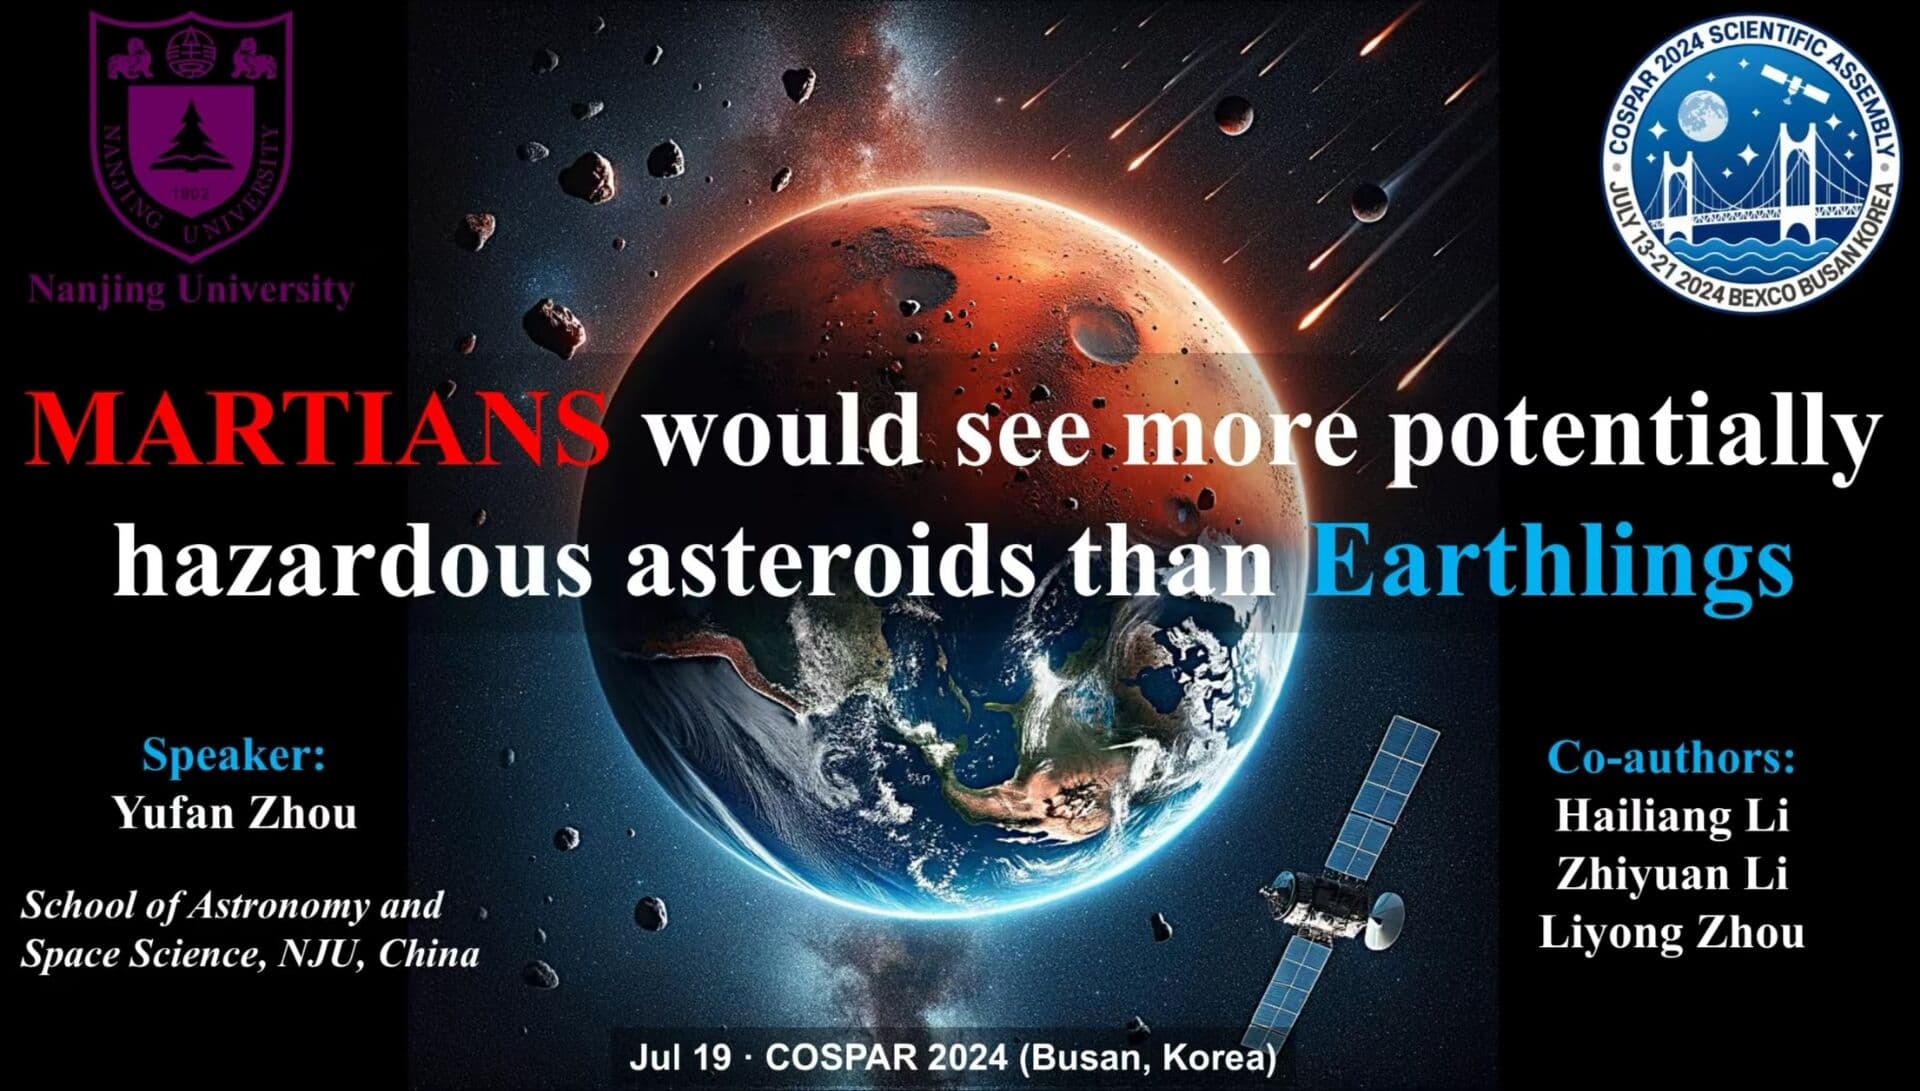 NANJING UNIVERSITY
1902
Nanjing University
COSPAR 2024 SCIENTIFIC ASSEMBLY
JULY 13-21 2024 BEXCO BUSAN KOREA
MARTIANS would see more potentially
hazardous asteroids than Earthlings
Speaker:
Yufan Zhou
School of Astronomy and
Space Science, NJU, China
Co-authors:
Hailiang Li
Zhiyuan Li
Liyong Zhou
Jul 19 · COSPAR 2024 (Busan, Korea)